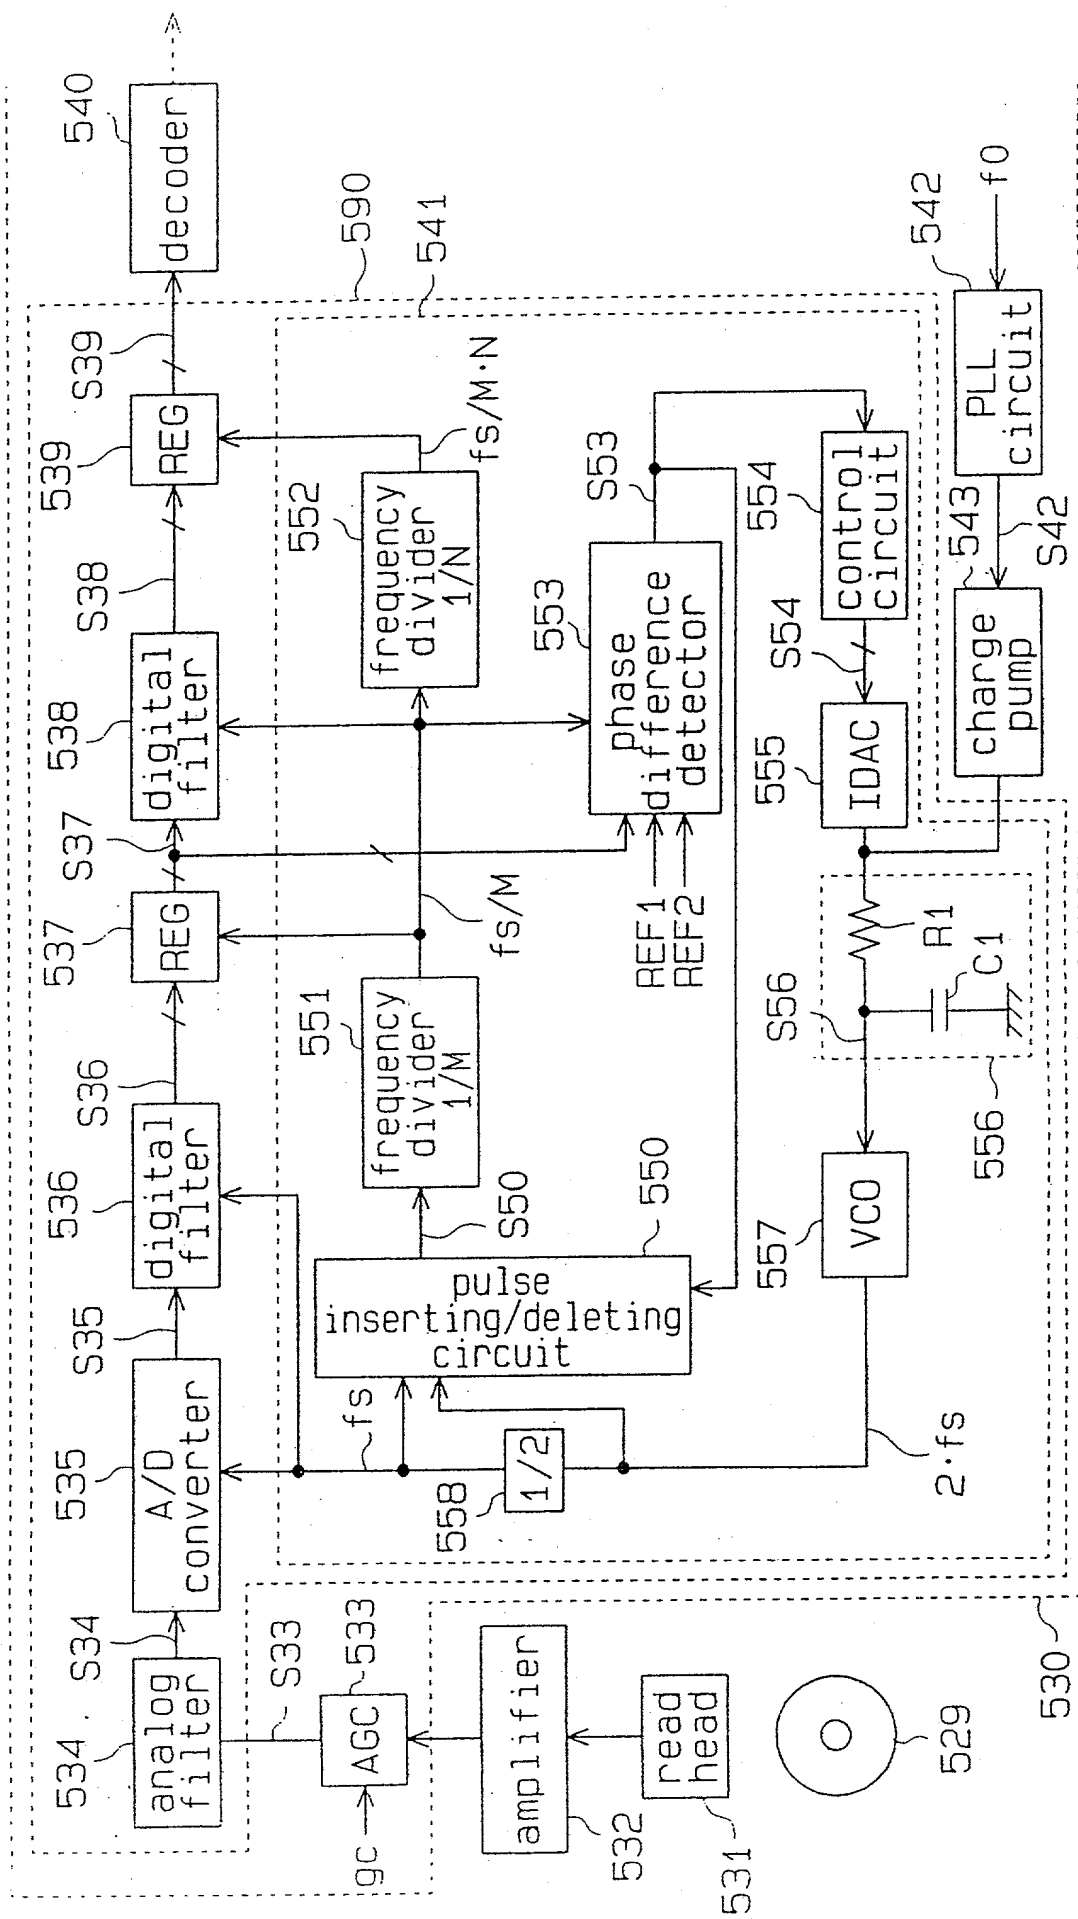 540
decoder
S39
539
REG
S38
538
digital
filter
S37
537
REG
S36
536
digital
filter
S35
535
A/D
converter
S34
534
analog
filter
S33
533
AGC
gc
590
541
fs/M·N
552
frequency
divider
1/N
fs/M
551
frequency
divider
1/M
S50
550
pulse
inserting/deleting
circuit
fs
558
1/2
2·fs
S53
553
phase
difference
detector
REF1
REF2
554
control
circuit
S54
555
IDAC
R1
C1
S56
556
557
VCO
f0
542
PLL
circuit
S42
543
charge
pump
amplifier
532
read
head
531
529
530